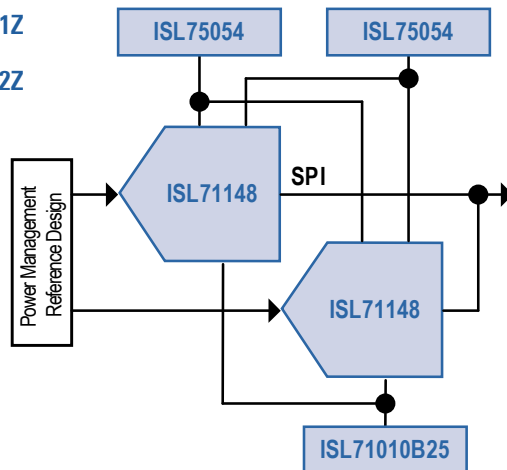 1Z
2Z
ISL75054
ISL75054
ISL71148
SPI
Power Management
Reference Design
ISL71148
ISL71010B25